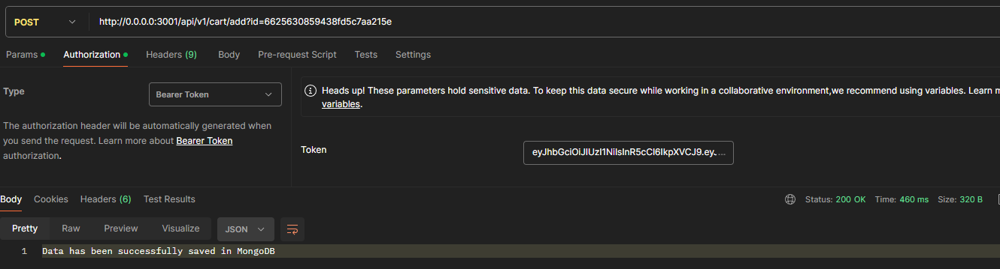 POST http://0.0.0.0:3001/api/v1/cart/add?id=6625630859438fd5c7aa215e
Params Authorization Headers (9) Body Pre-request Script Tests Settings
Type Bearer Token
The authorization header will be automatically generated when
you send the request. Learn more about Bearer Token
authorization.
Heads up! These parameters hold sensitive data. To keep this data secure while working in a collaborative environment,we recommend using variables. Learn m
variables.
Token eyJhbGciOiJIUzI1NiIsInR5cCI6IkpXVCJ9.ey. ...
Body Cookies Headers (6) Test Results Status: 200 OK Time: 460 ms Size: 320 B
Pretty Raw Preview Visualize JSON
1 Data has been successfully saved in MongoDB